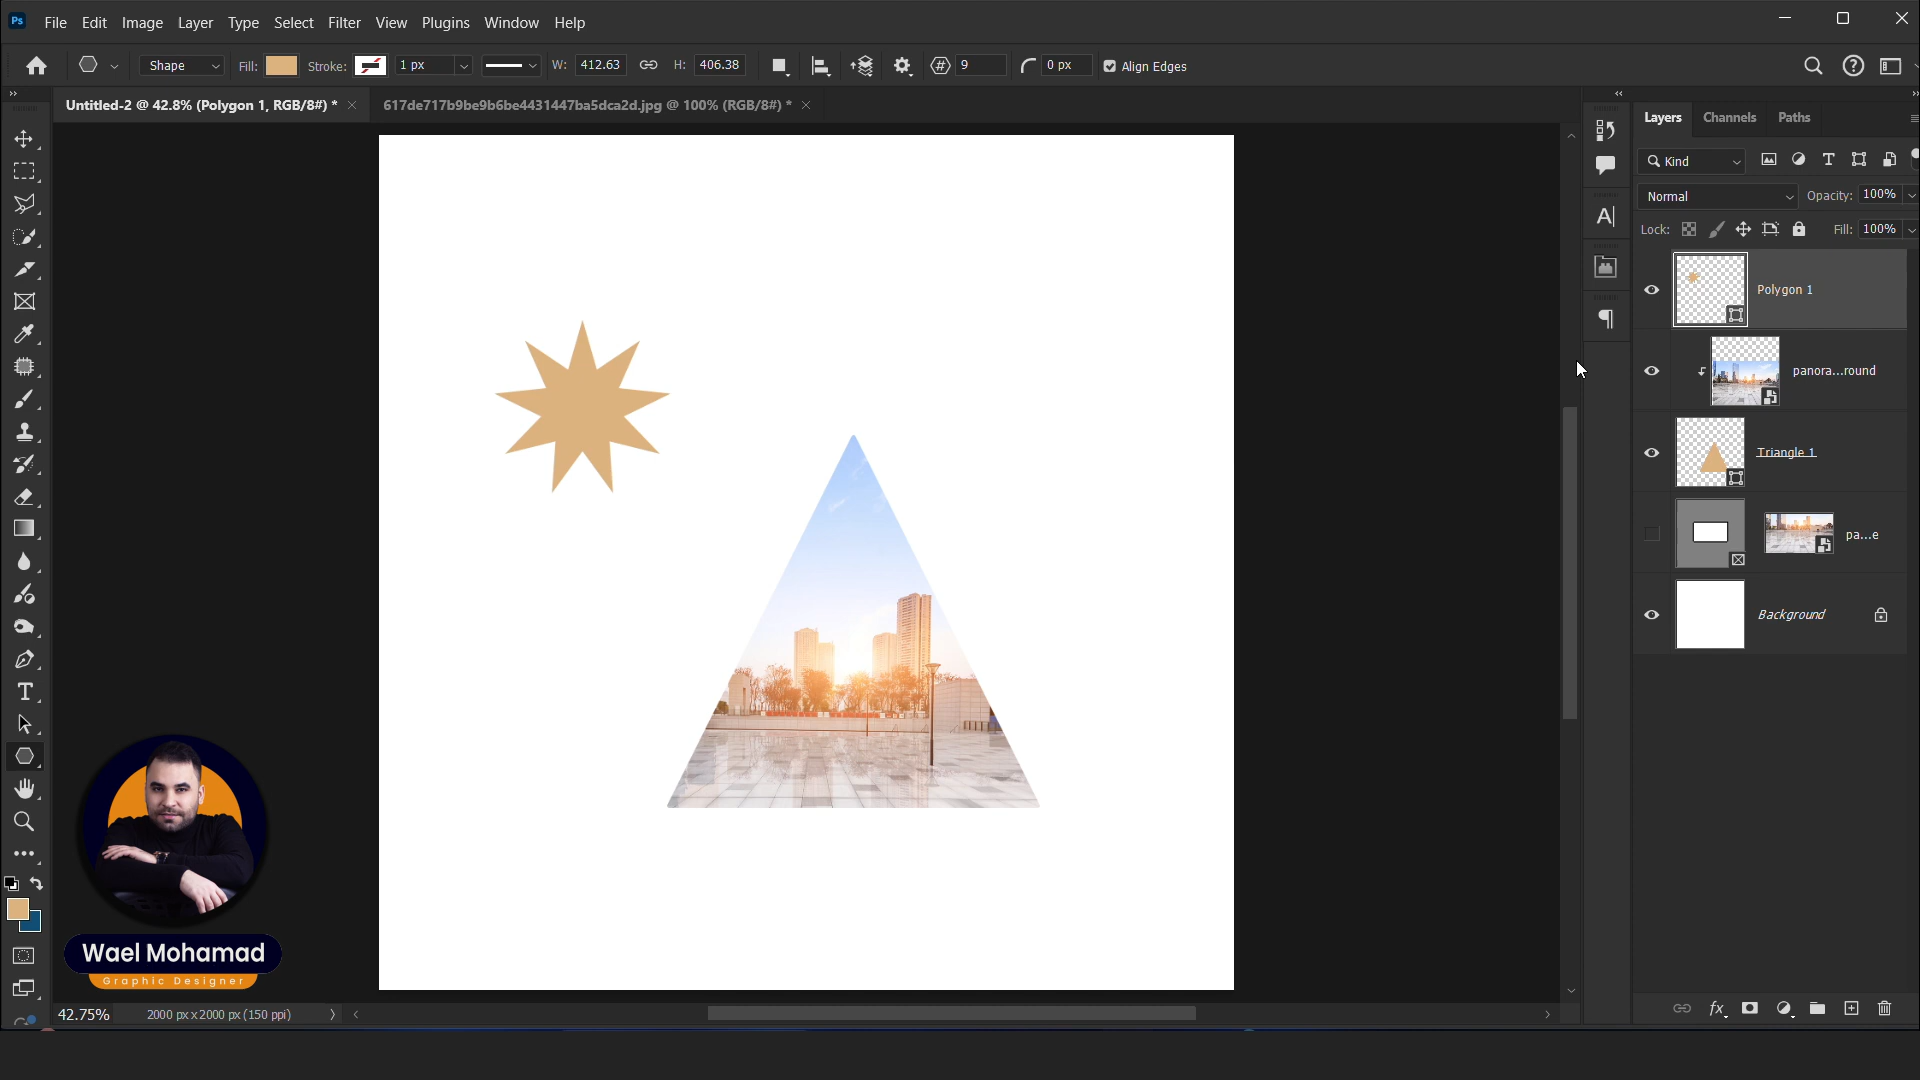 Ps File Edit Image Layer Type Select Filter View Plugins Window Help
Shape Fill: Stroke: 1 px W: 412.63 H: 406.38 9 0 px Align Edges
Untitled-2 @ 42.8% (Polygon 1, RGB/8#) * 617de717b9be9b6be4431447ba5dca2d.jpg @ 100% (RGB/8#) *
Layers Channels Paths
Kind
Normal Opacity: 100%
Lock: Fill: 100%
Polygon 1
panora...round
Triangle 1
pa...e
Background
Wael Mohamad
Graphic Designer
42.75% 2000 px x 2000 px (150 ppi)